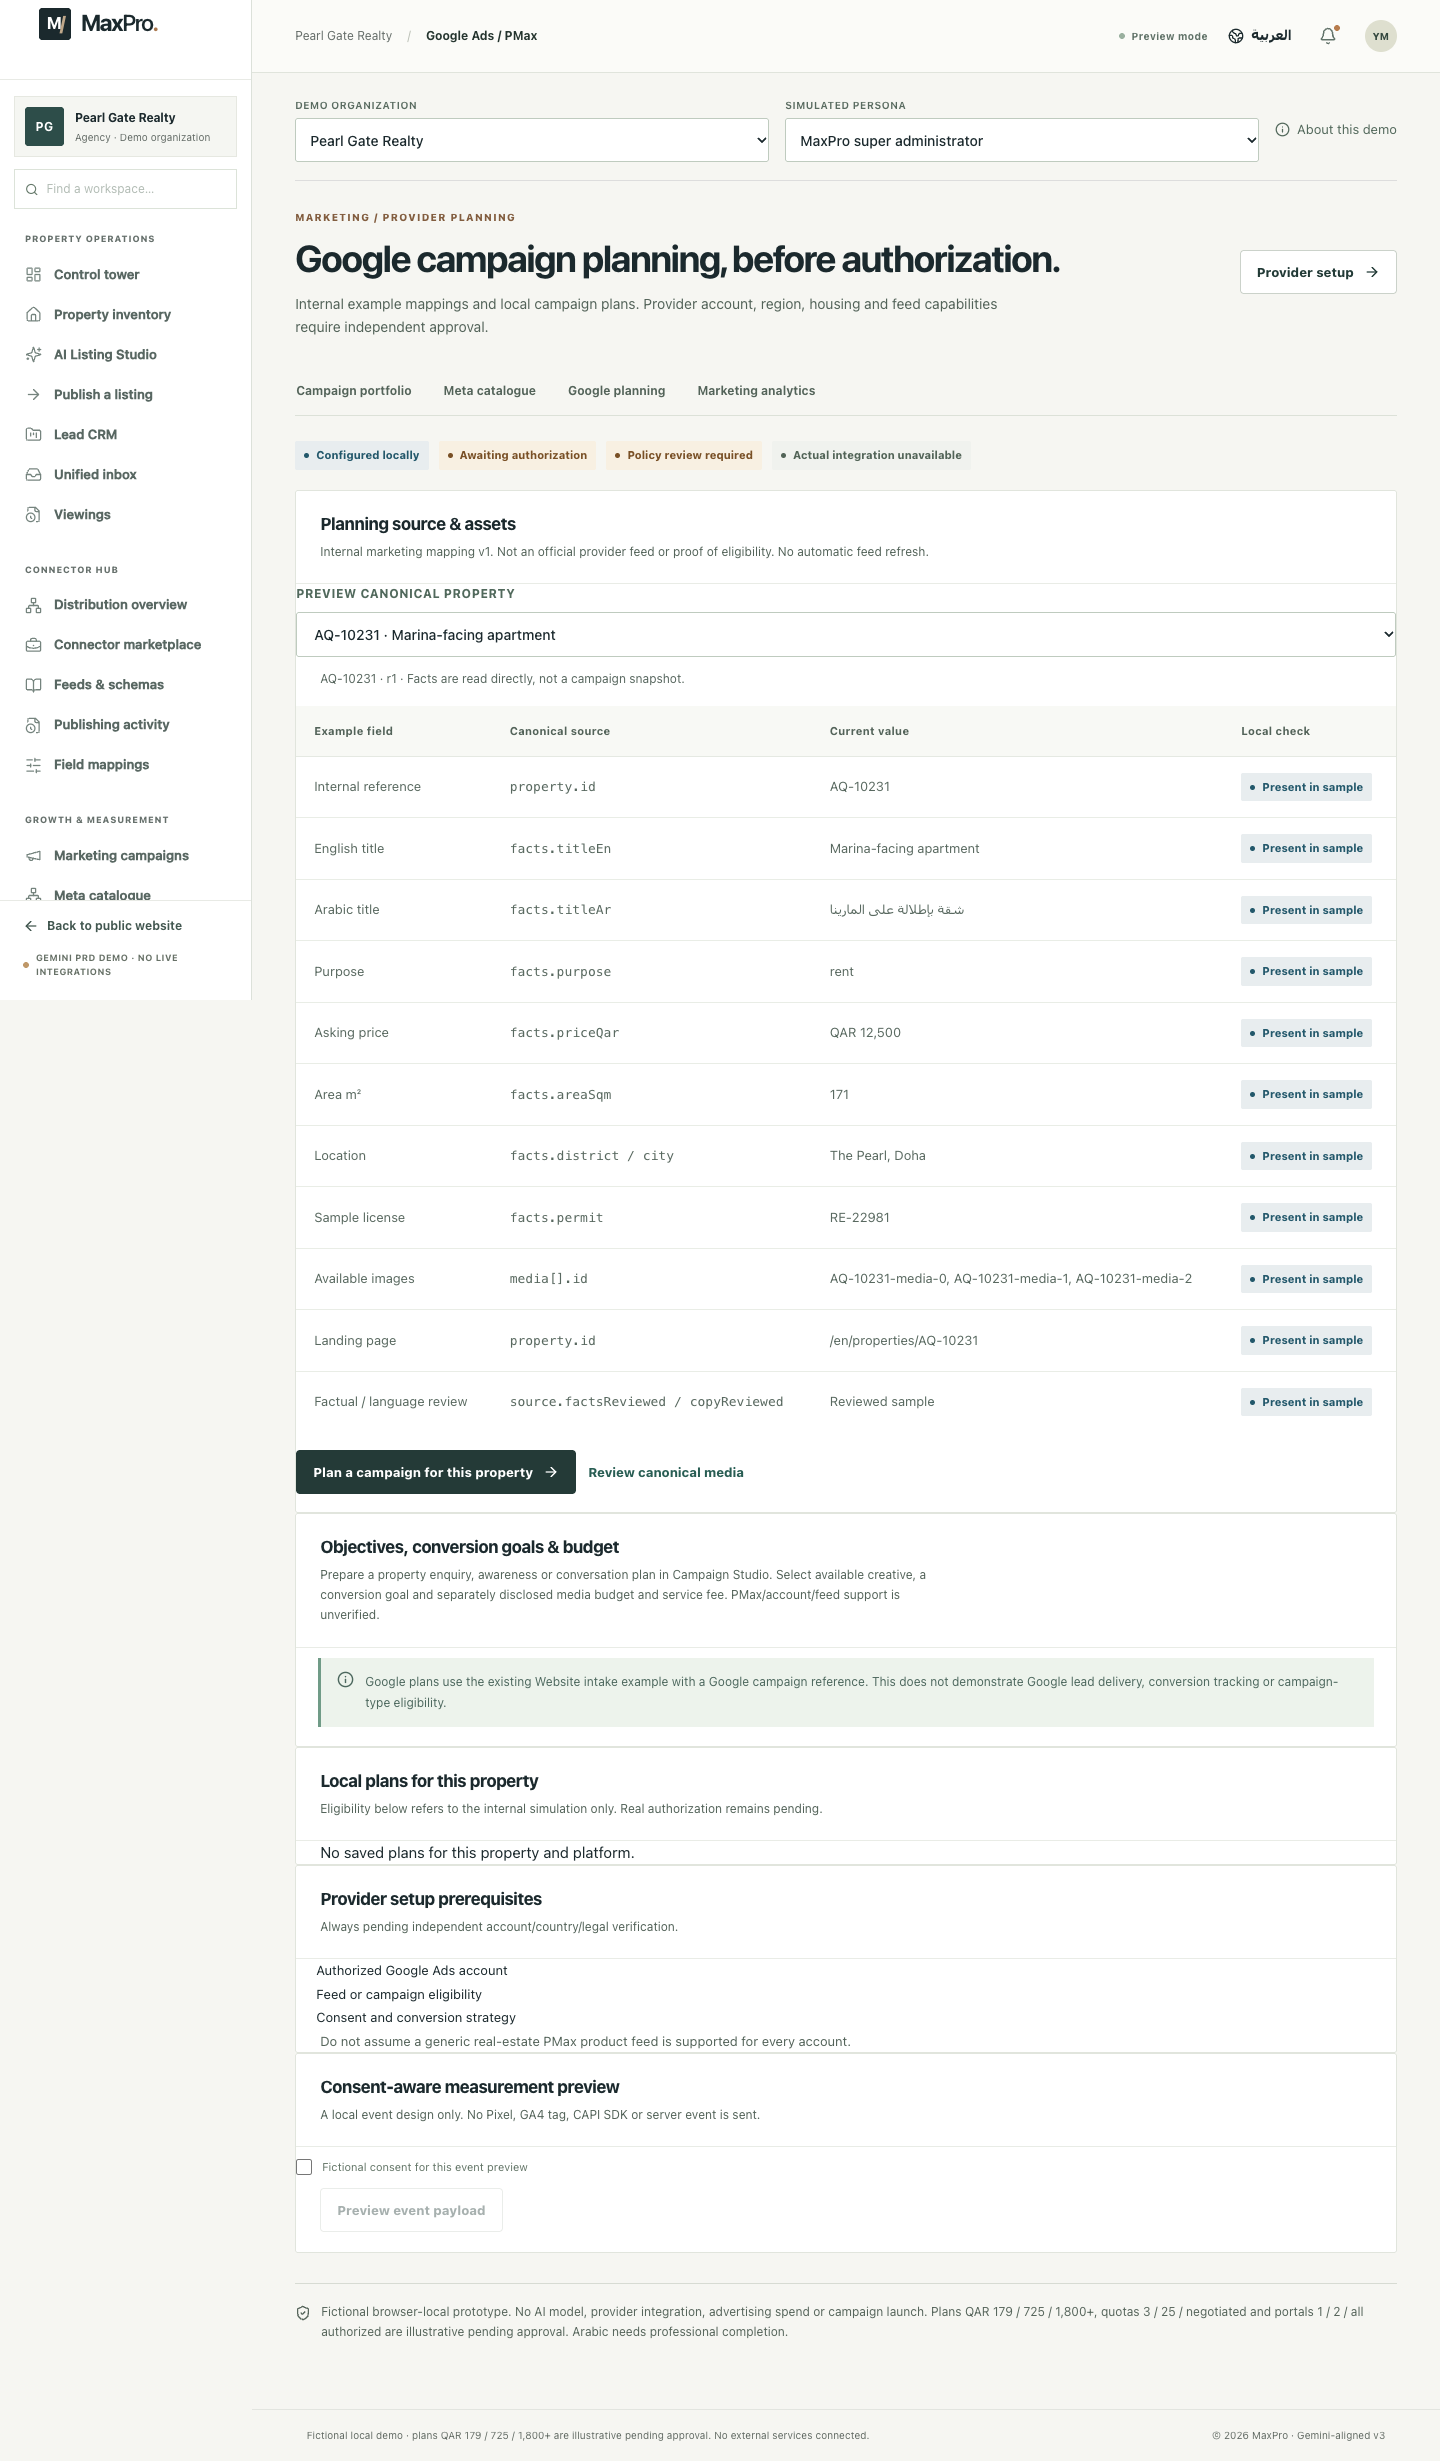 M/ MaxPro.
PG
Pearl Gate Realty
Agency · Demo organization
Find a workspace...
PROPERTY OPERATIONS
Control tower
Property inventory
AI Listing Studio
Publish a listing
Lead CRM
Unified inbox
Viewings
CONNECTOR HUB
Distribution overview
Connector marketplace
Feeds & schemas
Publishing activity
Field mappings
GROWTH & MEASUREMENT
Marketing campaigns
Meta catalogue
Back to public website
GEMINI PRD DEMO · NO LIVE
INTEGRATIONS
Pearl Gate Realty / Google Ads / PMax
Preview mode
العربية
YM
DEMO ORGANIZATION
Pearl Gate Realty
SIMULATED PERSONA
MaxPro super administrator
About this demo
MARKETING / PROVIDER PLANNING
Google campaign planning, before authorization.
Internal example mappings and local campaign plans. Provider account, region, housing and feed capabilities
require independent approval.
Provider setup
Campaign portfolio Meta catalogue Google planning Marketing analytics
Configured locally Awaiting authorization Policy review required Actual integration unavailable
Planning source & assets
Internal marketing mapping v1. Not an official provider feed or proof of eligibility. No automatic feed refresh.
PREVIEW CANONICAL PROPERTY
AQ-10231 · Marina-facing apartment
AQ-10231 · r1 · Facts are read directly, not a campaign snapshot.
Example field Canonical source Current value Local check
Internal reference property.id AQ-10231 Present in sample
English title facts.titleEn Marina-facing apartment Present in sample
Arabic title facts.titleAr شقة بإطلالة على المارينا Present in sample
Purpose facts.purpose rent Present in sample
Asking price facts.priceQar QAR 12,500 Present in sample
Area m² facts.areaSqm 171 Present in sample
Location facts.district / city The Pearl, Doha Present in sample
Sample license facts.permit RE-22981 Present in sample
Available images media[].id AQ-10231-media-0, AQ-10231-media-1, AQ-10231-media-2 Present in sample
Landing page property.id /en/properties/AQ-10231 Present in sample
Factual / language review source.factsReviewed / copyReviewed Reviewed sample Present in sample
Plan a campaign for this property Review canonical media
Objectives, conversion goals & budget
Prepare a property enquiry, awareness or conversation plan in Campaign Studio. Select available creative, a
conversion goal and separately disclosed media budget and service fee. PMax/account/feed support is
unverified.
Google plans use the existing Website intake example with a Google campaign reference. This does not demonstrate Google lead delivery, conversion tracking or campaign-
type eligibility.
Local plans for this property
Eligibility below refers to the internal simulation only. Real authorization remains pending.
No saved plans for this property and platform.
Provider setup prerequisites
Always pending independent account/country/legal verification.
Authorized Google Ads account
Feed or campaign eligibility
Consent and conversion strategy
Do not assume a generic real-estate PMax product feed is supported for every account.
Consent-aware measurement preview
A local event design only. No Pixel, GA4 tag, CAPI SDK or server event is sent.
Fictional consent for this event preview
Preview event payload
Fictional browser-local prototype. No AI model, provider integration, advertising spend or campaign launch. Plans QAR 179 / 725 / 1,800+, quotas 3 / 25 / negotiated and portals 1 / 2 / all
authorized are illustrative pending approval. Arabic needs professional completion.
Fictional local demo · plans QAR 179 / 725 / 1,800+ are illustrative pending approval. No external services connected.
© 2026 MaxPro · Gemini-aligned v3